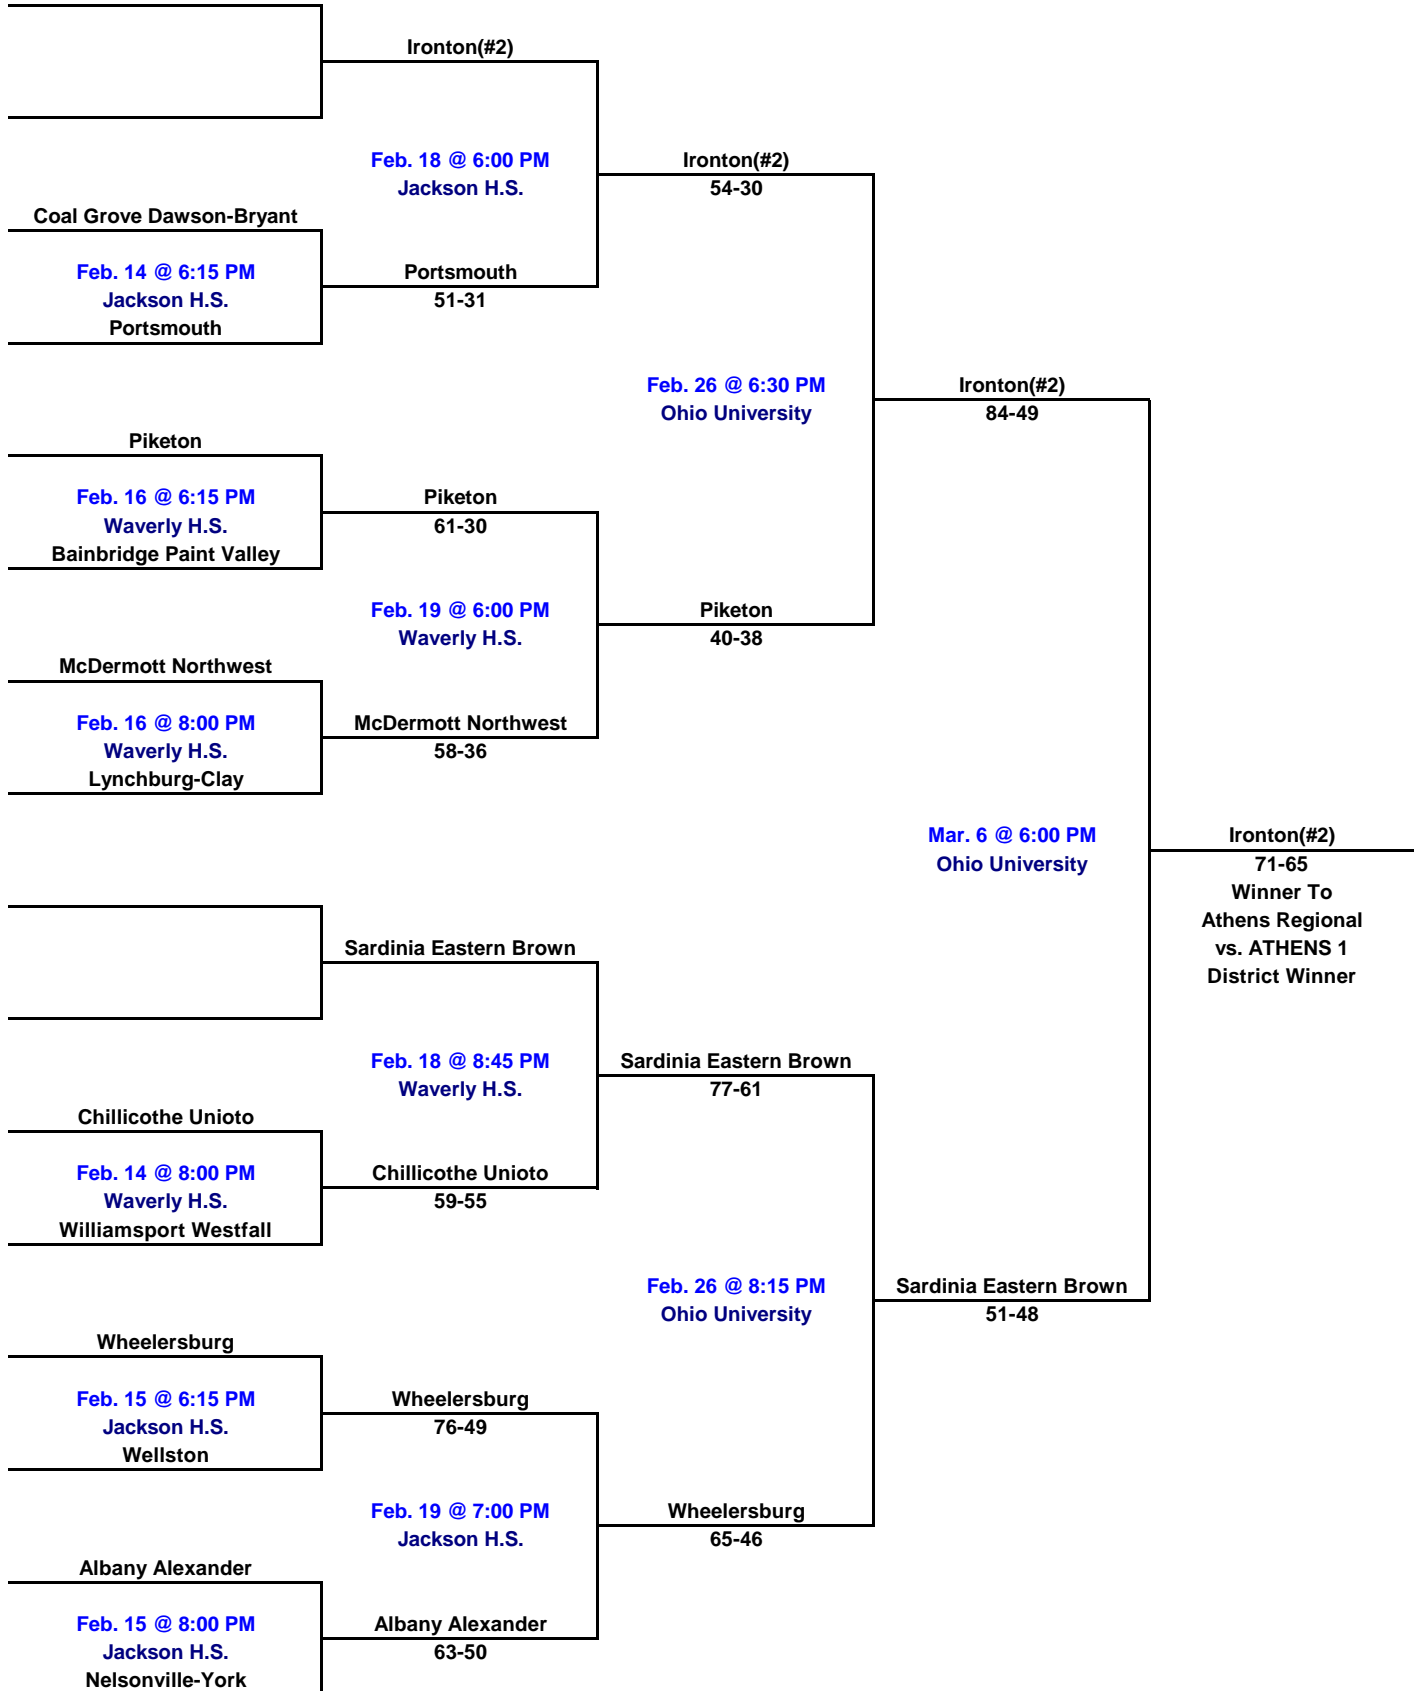 Ironton(#2)
Feb. 18 @ 6:00 PM
Jackson H.S.
Ironton(#2)
54-30
Coal Grove Dawson-Bryant
Feb. 14 @ 6:15 PM
Jackson H.S.
Portsmouth
Portsmouth
51-31
Feb. 26 @ 6:30 PM
Ohio University
Ironton(#2)
84-49
Piketon
Feb. 16 @ 6:15 PM
Waverly H.S.
Bainbridge Paint Valley
Piketon
61-30
Feb. 19 @ 6:00 PM
Waverly H.S.
Piketon
40-38
McDermott Northwest
Feb. 16 @ 8:00 PM
Waverly H.S.
Lynchburg-Clay
McDermott Northwest
58-36
Mar. 6 @ 6:00 PM
Ohio University
Ironton(#2)
71-65
Winner To
Athens Regional
vs. ATHENS 1
District Winner
Sardinia Eastern Brown
Feb. 18 @ 8:45 PM
Waverly H.S.
Sardinia Eastern Brown
77-61
Chillicothe Unioto
Feb. 14 @ 8:00 PM
Waverly H.S.
Williamsport Westfall
Chillicothe Unioto
59-55
Feb. 26 @ 8:15 PM
Ohio University
Sardinia Eastern Brown
51-48
Wheelersburg
Feb. 15 @ 6:15 PM
Jackson H.S.
Wellston
Wheelersburg
76-49
Feb. 19 @ 7:00 PM
Jackson H.S.
Wheelersburg
65-46
Albany Alexander
Feb. 15 @ 8:00 PM
Jackson H.S.
Nelsonville-York
Albany Alexander
63-50